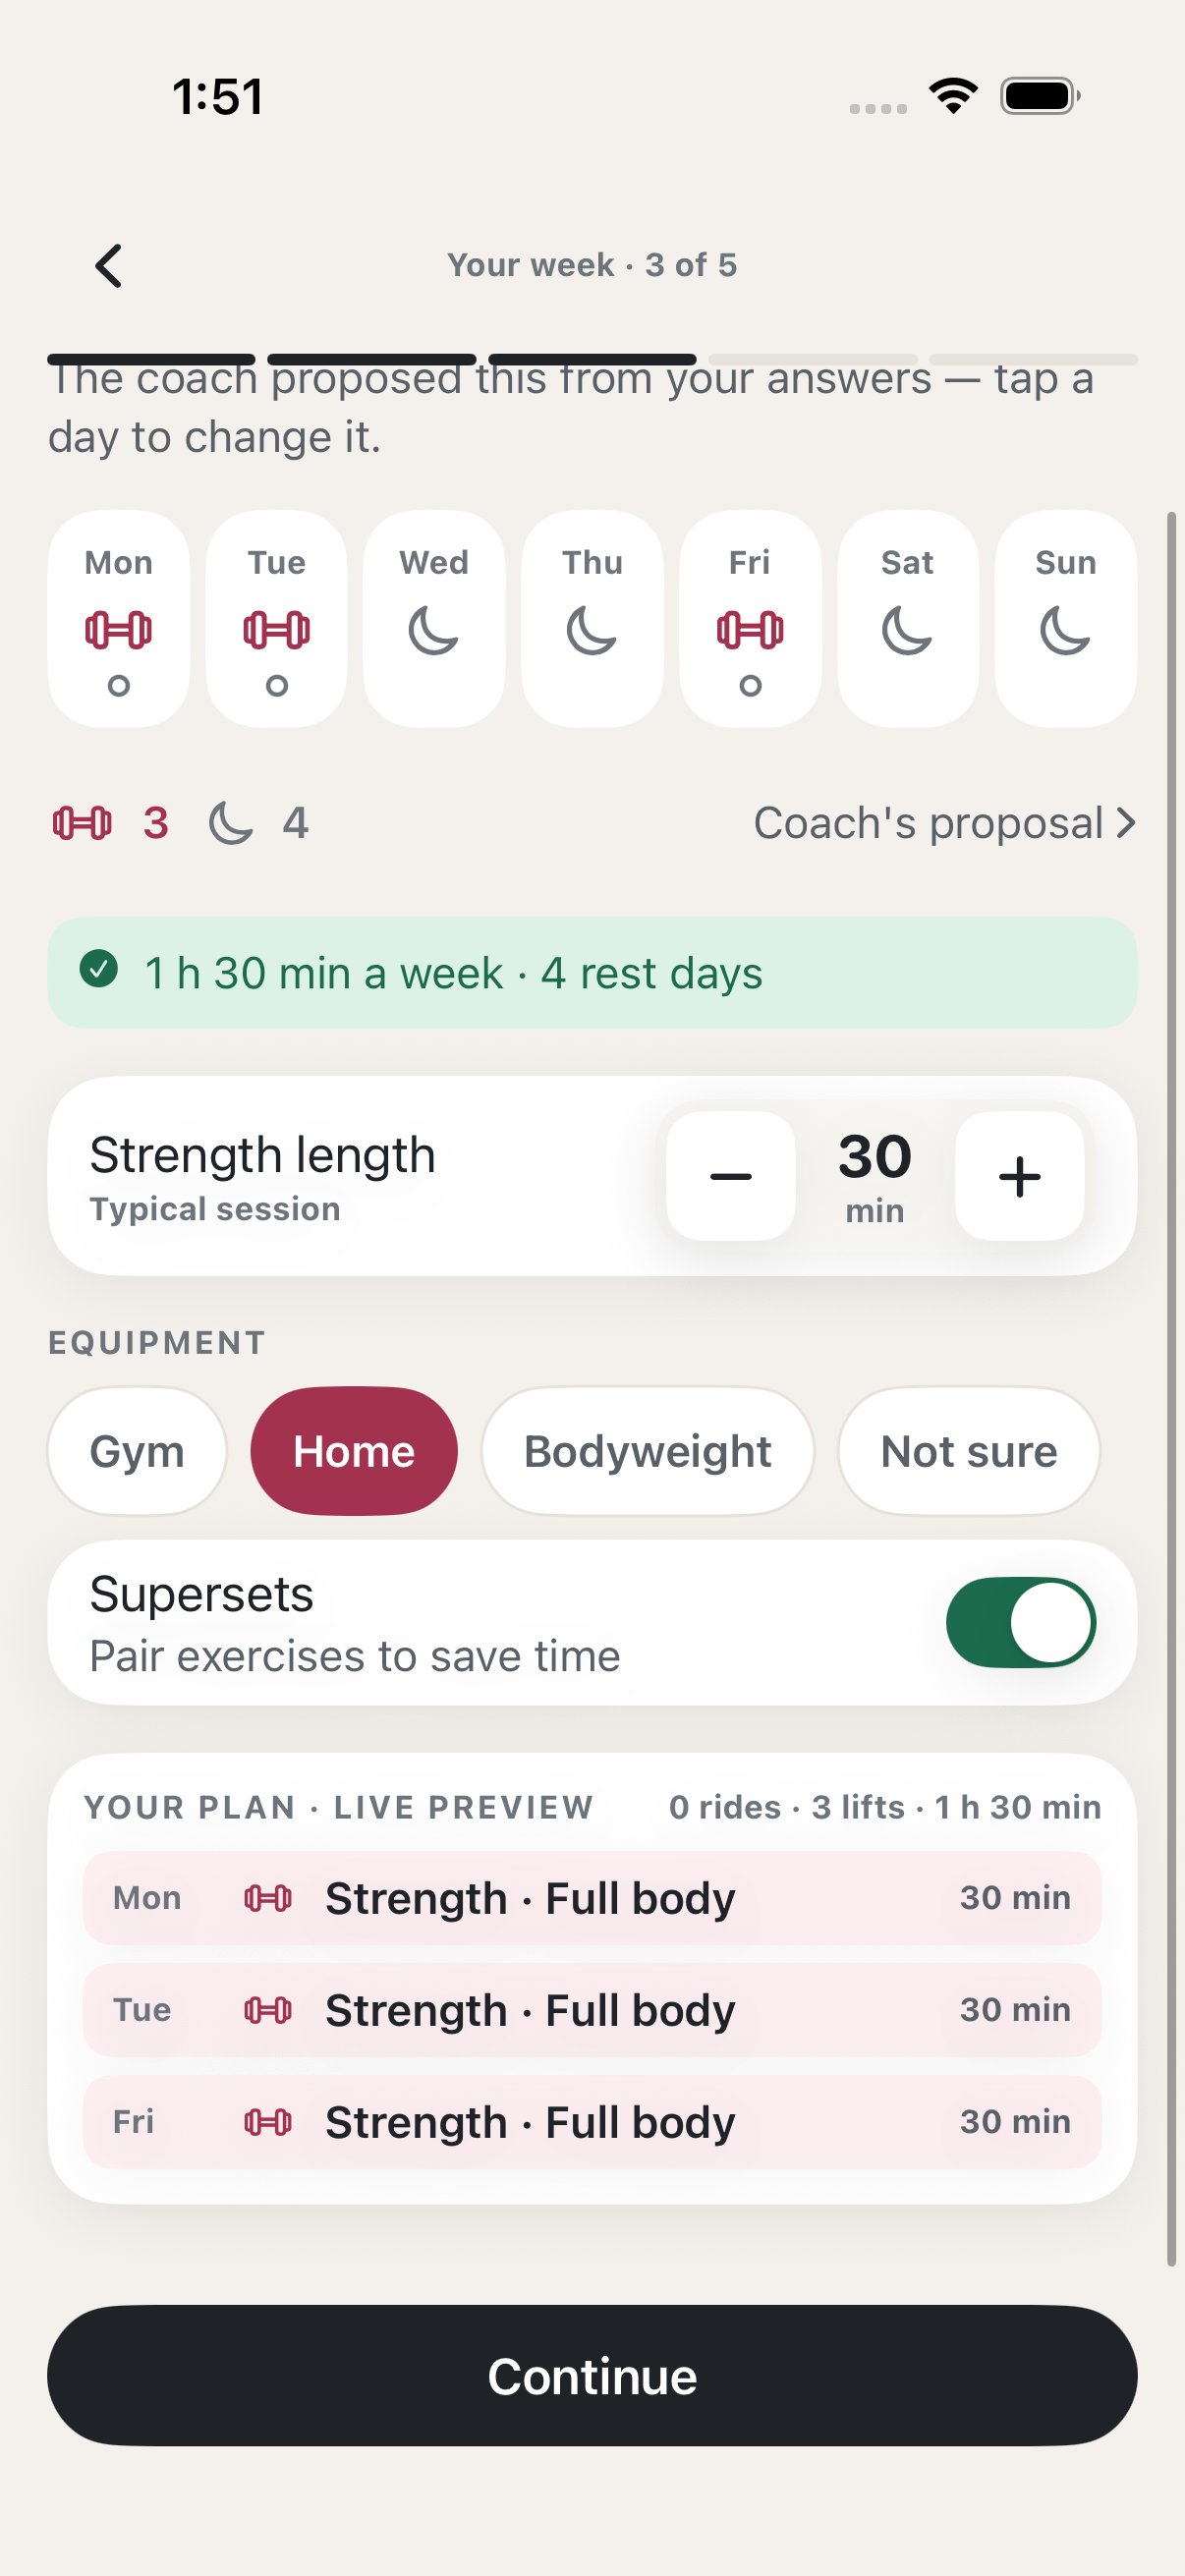 1:51
Your week · 3 of 5
The coach proposed this from your answers — tap a
day to change it.
Mon Tue Wed Thu Fri Sat Sun
3 4 Coach's proposal
1 h 30 min a week · 4 rest days
Strength length
Typical session
30
min
EQUIPMENT
Gym Home Bodyweight Not sure
Supersets
Pair exercises to save time
YOUR PLAN · LIVE PREVIEW 0 rides · 3 lifts · 1 h 30 min
Mon Strength · Full body 30 min
Tue Strength · Full body 30 min
Fri Strength · Full body 30 min
Continue